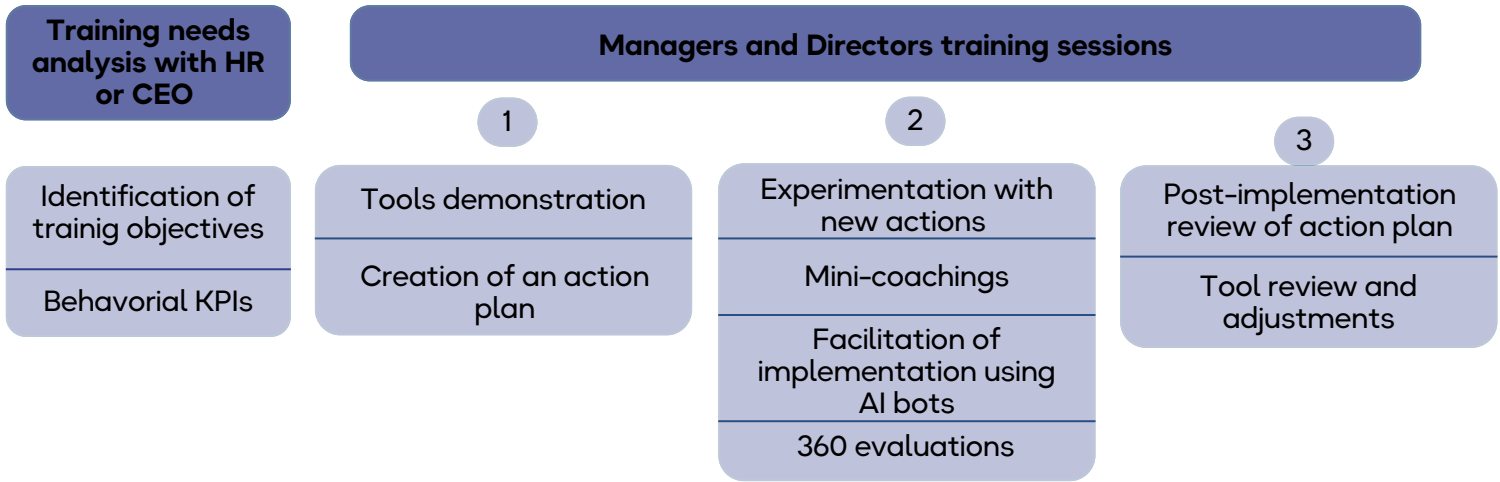 Training needs
analysis with HR
or CEO
Managers and Directors training sessions
1
2
3
Identification of
trainig objectives
Behavorial KPIs
Tools demonstration
Creation of an action
plan
Experimentation with
new actions
Mini-coachings
Facilitation of
implementation using
AI bots
360 evaluations
Post-implementation
review of action plan
Tool review and
adjustments